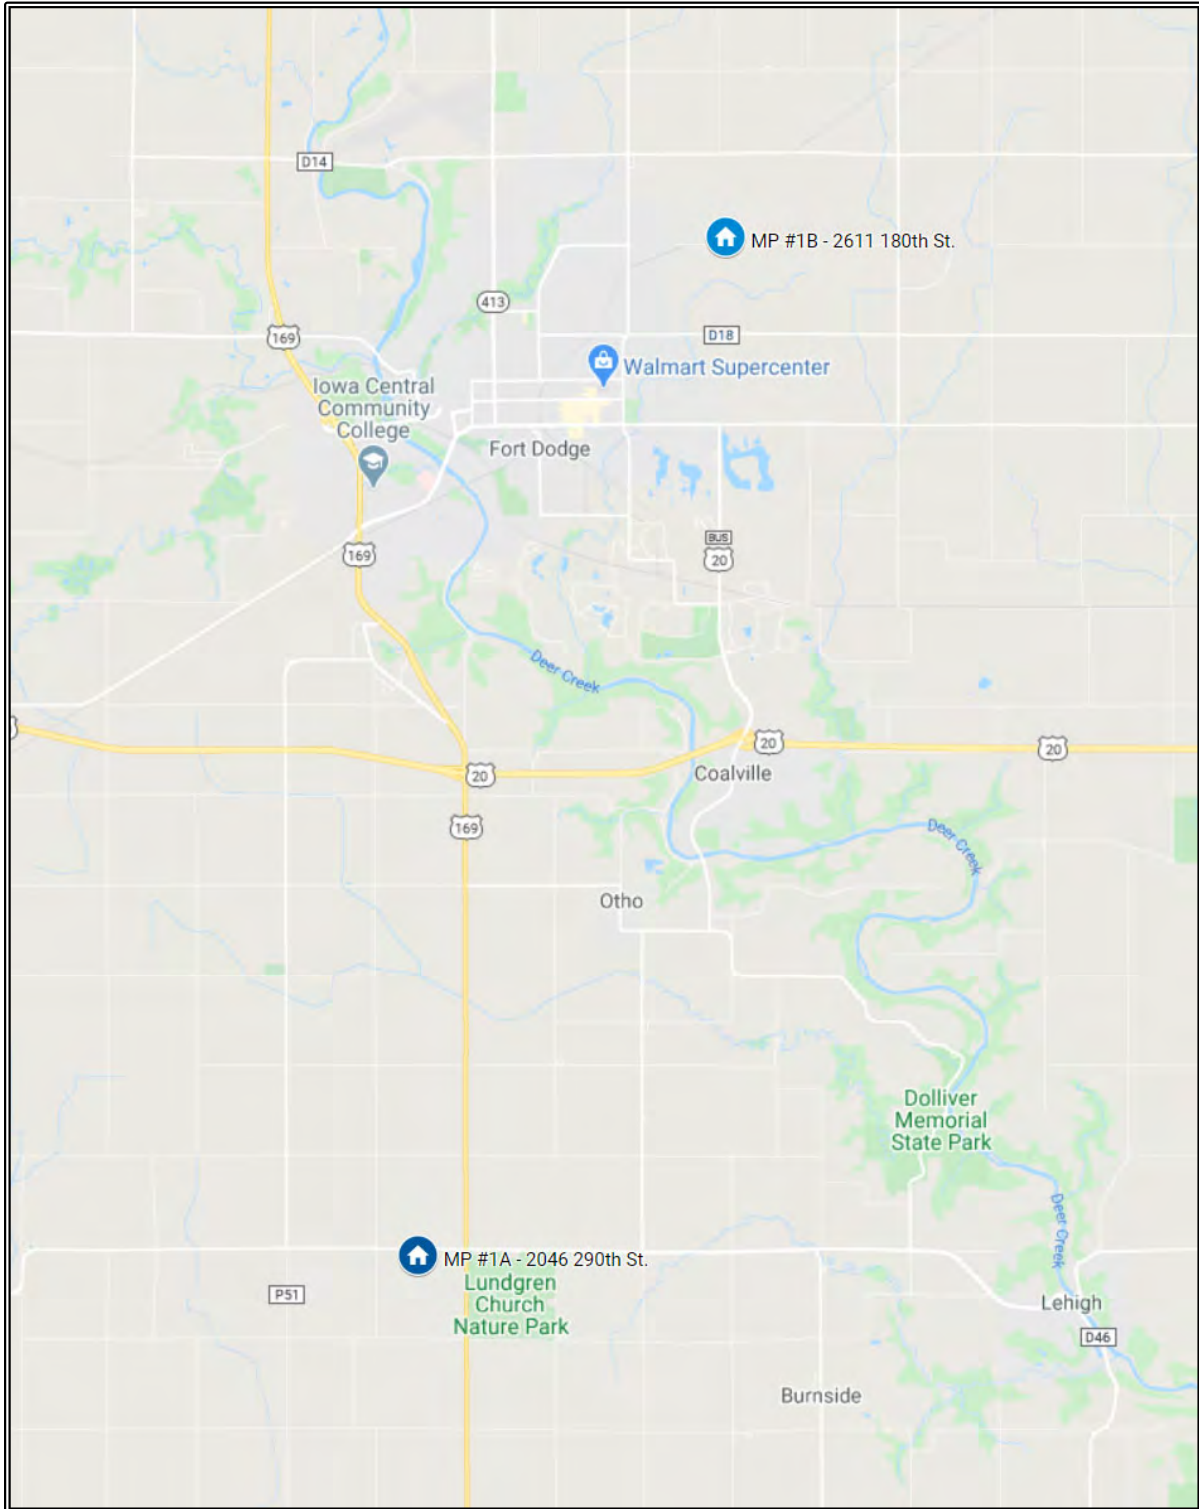 D14
MP #1B - 2611 180th St.
413
169
D18
Walmart Supercenter
Iowa Central
Community
College
Fort Dodge
BUS
20
169
Deer Creek
20
20
20
Coalville
169
Deer Creek
Otho
Dolliver
Memorial
State Park
Deer Creek
MP #1A - 2046 290th St.
Lundgren
Church
Nature Park
P51
Lehigh
D46
Burnside